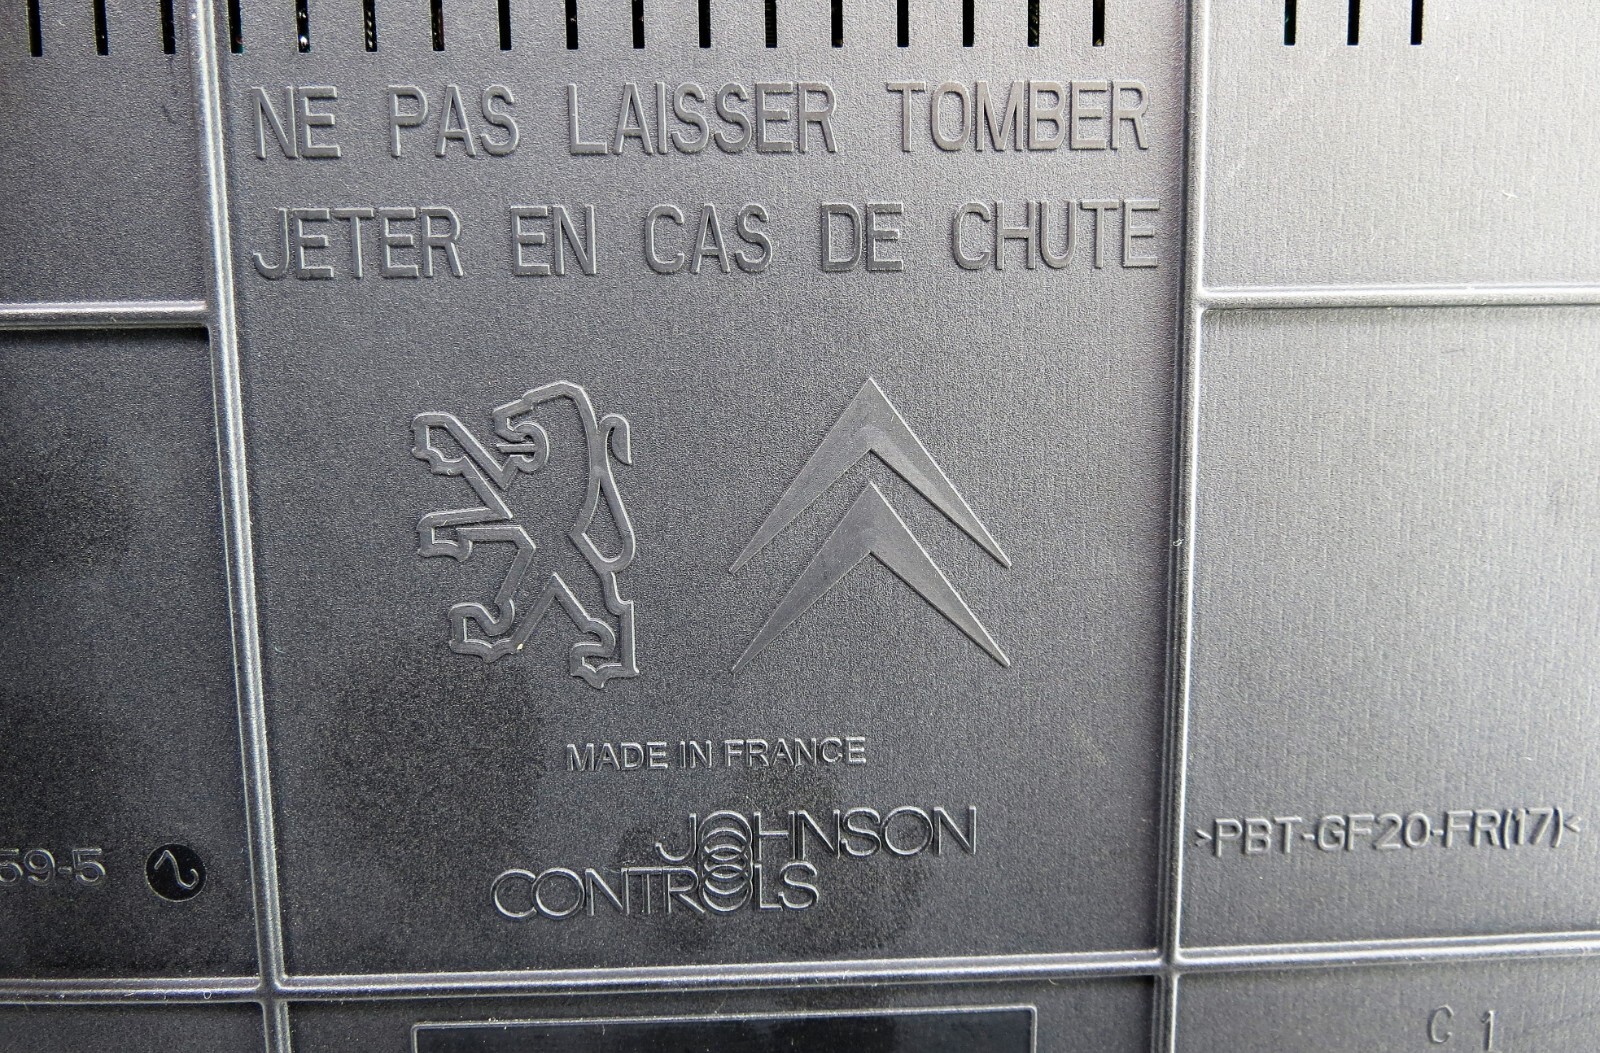 NE PAS LAISSER TOMBER
JETER EN CAS DE CHUTE
MADE IN FRANCE
JOHNSON
CONTROLS
59-5
>PBT-GF20-FR(17)<
C 1